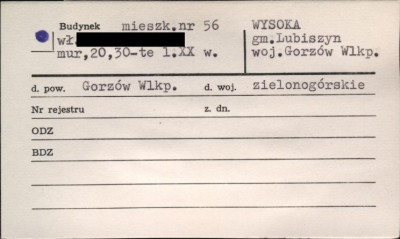 Budynek mieszk.nr 56
wł.
mur,20,30-te l.XX w.
WYSOKA
gm.Lubiszyn
woj.Gorzów Wlkp.
d. pow. Gorzów Wlkp. d. woj. zielonogórskie
Nr rejestru z. dn.
ODZ
BDZ